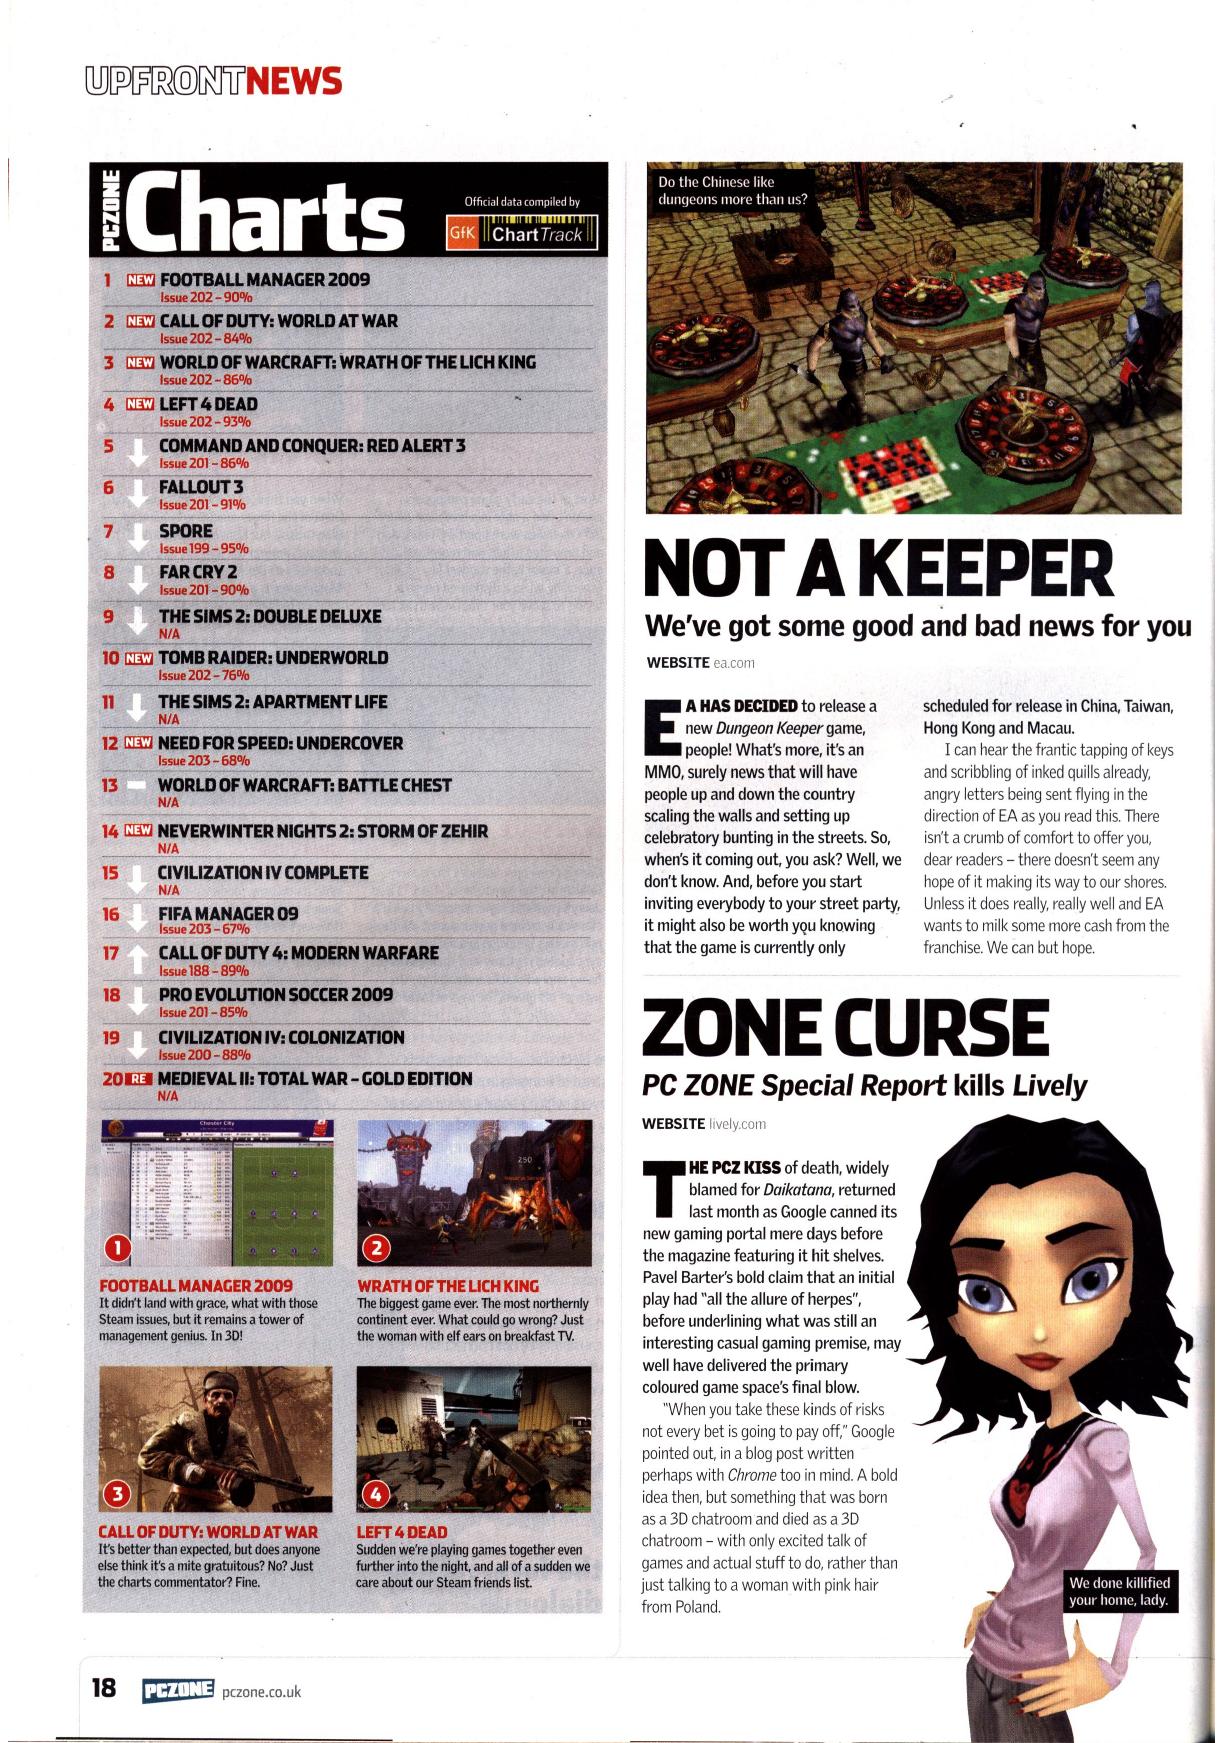 UPFRONTNEWS
PCZONE
Charts
Official data compiled by
GfK ChartTrack
1 NEW FOOTBALL MANAGER 2009
Issue 202 – 90%
2 NEW CALL OF DUTY: WORLD AT WAR
Issue 202 – 84%
3 NEW WORLD OF WARCRAFT: WRATH OF THE LICH KING
Issue 202 – 86%
4 NEW LEFT 4 DEAD
Issue 202 – 93%
5 COMMAND AND CONQUER: RED ALERT 3
Issue 201 – 86%
6 FALLOUT 3
Issue 201 – 91%
7 SPORE
Issue 199 – 95%
8 FAR CRY 2
Issue 201 – 90%
9 THE SIMS 2: DOUBLE DELUXE
N/A
10 NEW TOMB RAIDER: UNDERWORLD
Issue 202 – 76%
11 THE SIMS 2: APARTMENT LIFE
N/A
12 NEW NEED FOR SPEED: UNDERCOVER
Issue 203 – 68%
13 WORLD OF WARCRAFT: BATTLE CHEST
N/A
14 NEW NEVERWINTER NIGHTS 2: STORM OF ZEHIR
N/A
15 CIVILIZATION IV COMPLETE
N/A
16 FIFA MANAGER 09
Issue 203 – 67%
17 CALL OF DUTY 4: MODERN WARFARE
Issue 188 – 89%
18 PRO EVOLUTION SOCCER 2009
Issue 201 – 85%
19 CIVILIZATION IV: COLONIZATION
Issue 200 – 88%
20 RE MEDIEVAL II: TOTAL WAR – GOLD EDITION
N/A
Chester City
1
FOOTBALL MANAGER 2009
It didn't land with grace, what with those
Steam issues, but it remains a tower of
management genius. In 3D!
250
2
WRATH OF THE LICH KING
The biggest game ever. The most northernly
continent ever. What could go wrong? Just
the woman with elf ears on breakfast TV.
3
CALL OF DUTY: WORLD AT WAR
It's better than expected, but does anyone
else think it's a mite gratuitous? No? Just
the charts commentator? Fine.
4
LEFT 4 DEAD
Sudden we're playing games together even
further into the night, and all of a sudden we
care about our Steam friends list.
Do the Chinese like
dungeons more than us?
NOT A KEEPER
We've got some good and bad news for you
WEBSITE ea.com
EA HAS DECIDED to release a
new Dungeon Keeper game,
people! What's more, it's an
MMO, surely news that will have
people up and down the country
scaling the walls and setting up
celebratory bunting in the streets. So,
when's it coming out, you ask? Well, we
don't know. And, before you start
inviting everybody to your street party,
it might also be worth you knowing
that the game is currently only
scheduled for release in China, Taiwan,
Hong Kong and Macau.
I can hear the frantic tapping of keys
and scribbling of inked quills already,
angry letters being sent flying in the
direction of EA as you read this. There
isn't a crumb of comfort to offer you,
dear readers – there doesn't seem any
hope of it making its way to our shores.
Unless it does really, really well and EA
wants to milk some more cash from the
franchise. We can but hope.
ZONE CURSE
PC ZONE Special Report kills Lively
WEBSITE lively.com
THE PCZ KISS of death, widely
blamed for Daikatana, returned
last month as Google canned its
new gaming portal mere days before
the magazine featuring it hit shelves.
Pavel Barter's bold claim that an initial
play had "all the allure of herpes",
before underlining what was still an
interesting casual gaming premise, may
well have delivered the primary
coloured game space's final blow.
"When you take these kinds of risks
not every bet is going to pay off," Google
pointed out, in a blog post written
perhaps with Chrome too in mind. A bold
idea then, but something that was born
as a 3D chatroom and died as a 3D
chatroom – with only excited talk of
games and actual stuff to do, rather than
just talking to a woman with pink hair
from Poland.
We done killified
your home, lady.
18 PCZONE pczone.co.uk